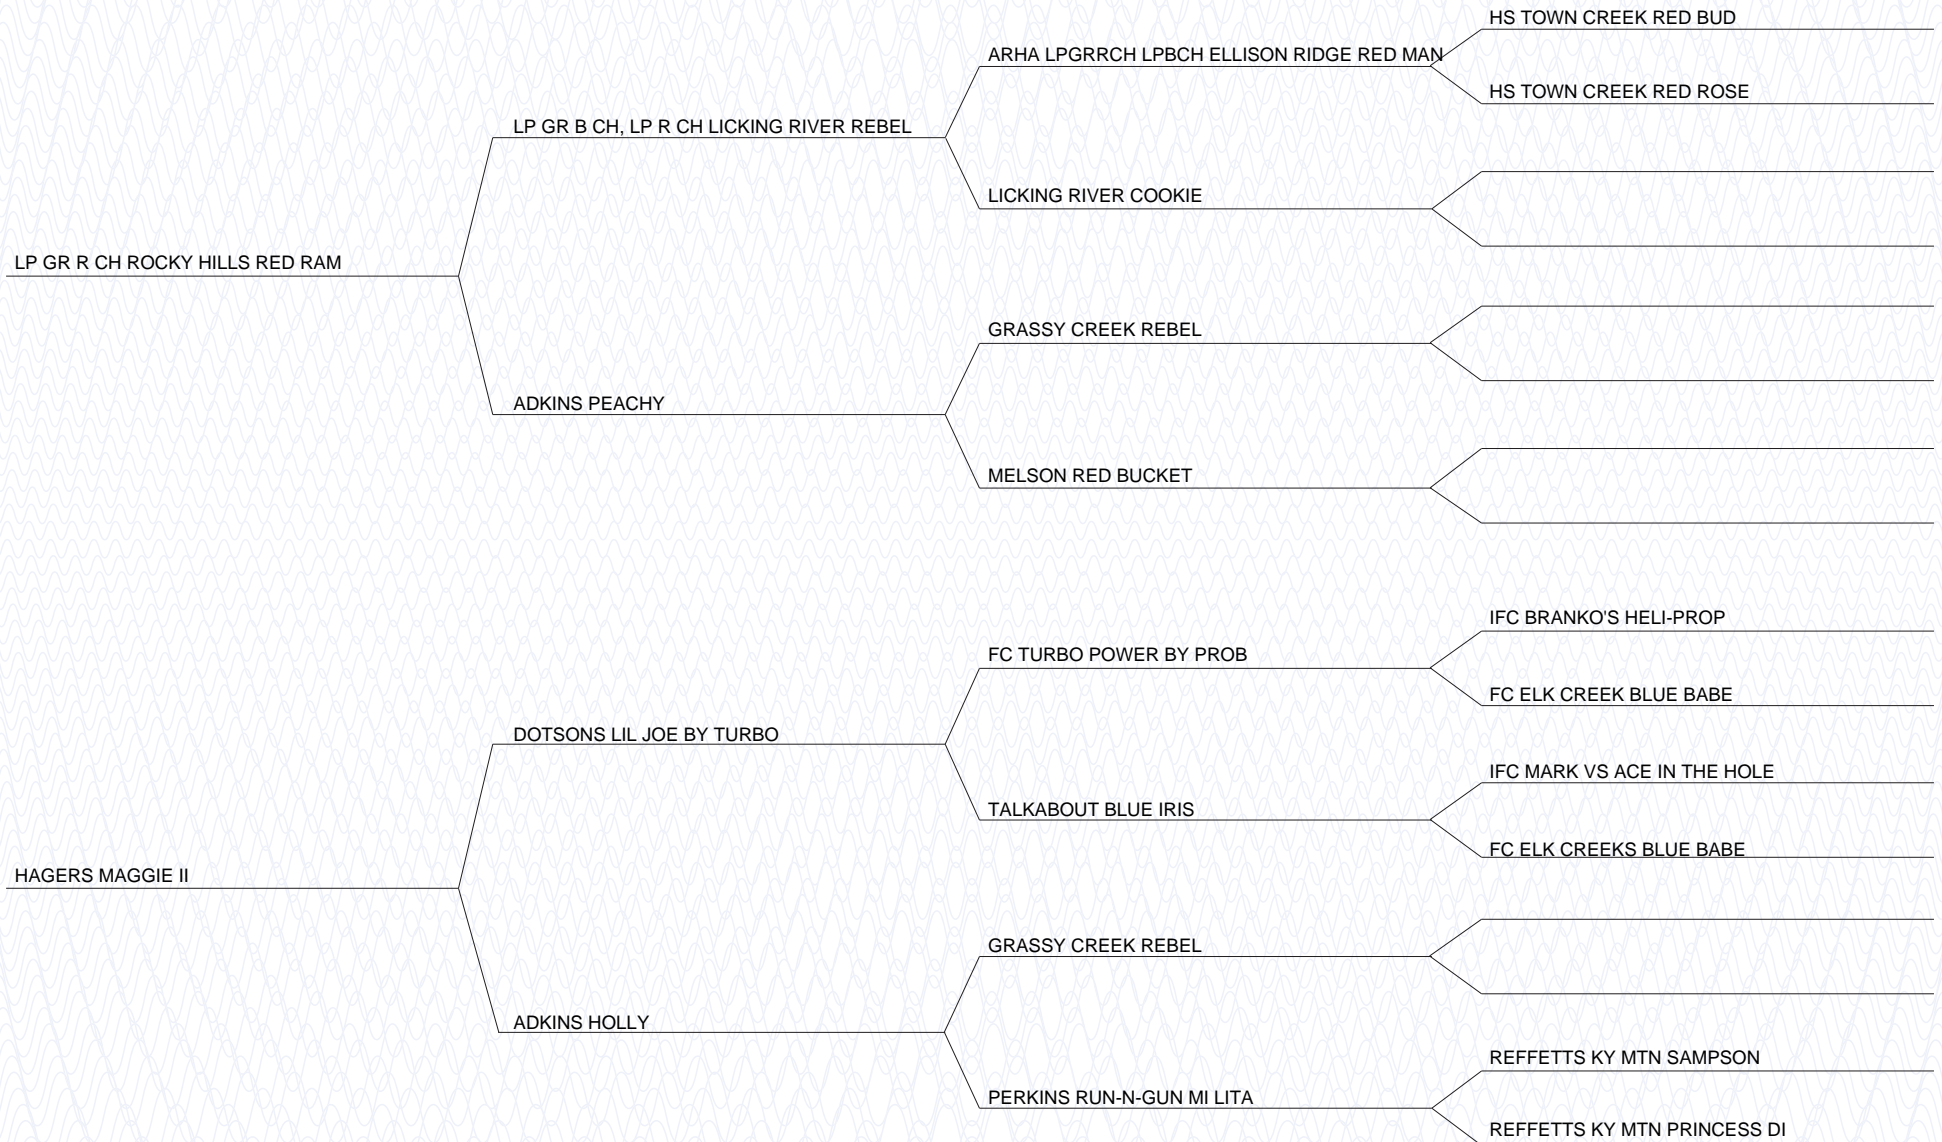 HS TOWN CREEK RED BUD
ARHA LPGRRCH LPBCH ELLISON RIDGE RED MAN
HS TOWN CREEK RED ROSE
LP GR B CH, LP R CH LICKING RIVER REBEL
LICKING RIVER COOKIE
LP GR R CH ROCKY HILLS RED RAM
GRASSY CREEK REBEL
ADKINS PEACHY
MELSON RED BUCKET
IFC BRANKO'S HELI-PROP
FC TURBO POWER BY PROB
FC ELK CREEK BLUE BABE
DOTSONS LIL JOE BY TURBO
IFC MARK VS ACE IN THE HOLE
TALKABOUT BLUE IRIS
FC ELK CREEKS BLUE BABE
HAGERS MAGGIE II
GRASSY CREEK REBEL
ADKINS HOLLY
REFFETTS KY MTN SAMPSON
PERKINS RUN-N-GUN MI LITA
REFFETTS KY MTN PRINCESS DI